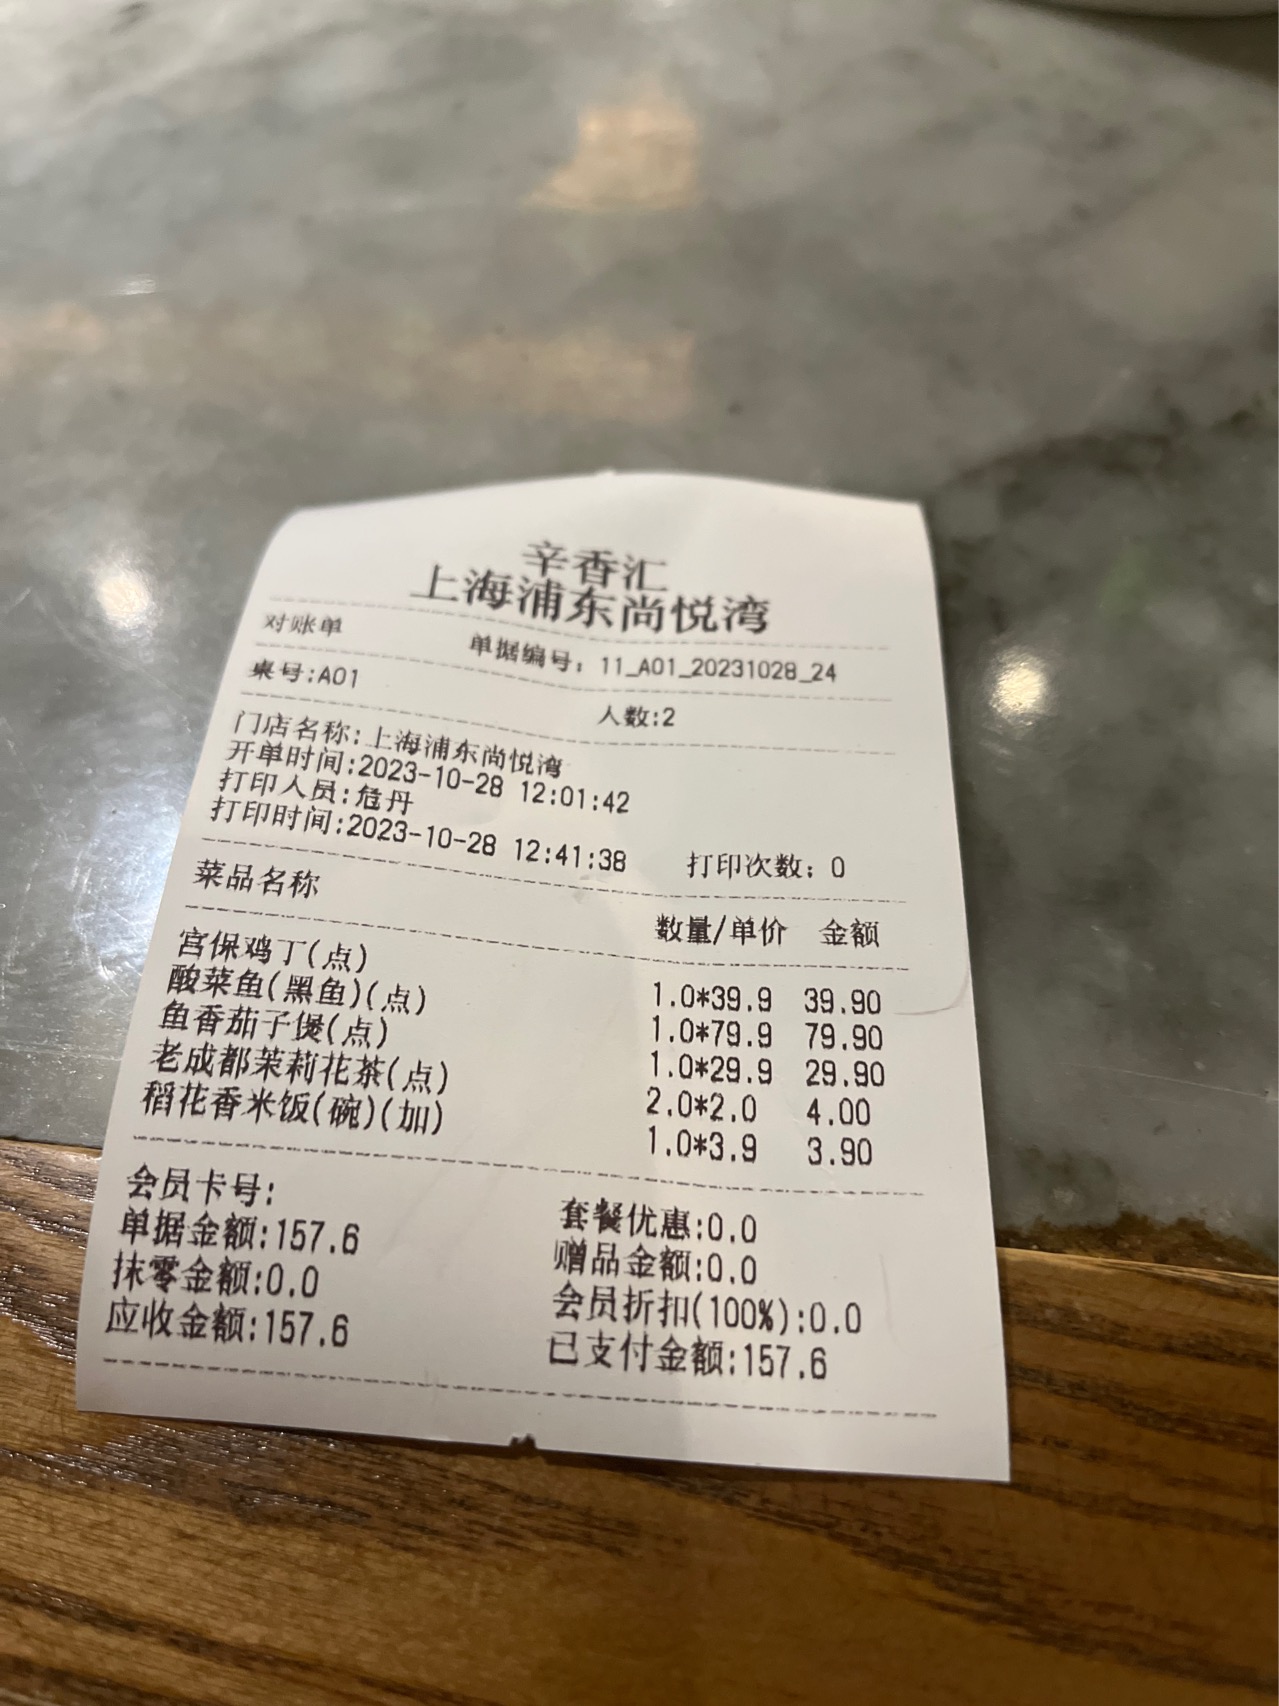 辛香汇
上海浦东尚悦湾
对账单 单据编号：11_A01_20231028_24
桌号:A01 人数:2
门店名称:上海浦东尚悦湾
开单时间:2023-10-28 12:01:42
打印人员:危丹
打印时间:2023-10-28 12:41:38 打印次数：0
菜品名称 数量/单价 金额
宫保鸡丁(点) 1.0*39.9 39.90
酸菜鱼(黑鱼)(点) 1.0*79.9 79.90
鱼香茄子煲(点) 1.0*29.9 29.90
老成都茉莉花茶(点) 2.0*2.0 4.00
稻花香米饭(碗)(加) 1.0*3.9 3.90
会员卡号:
单据金额:157.6 套餐优惠:0.0
抹零金额:0.0 赠品金额:0.0
应收金额:157.6 会员折扣(100%):0.0
已支付金额:157.6